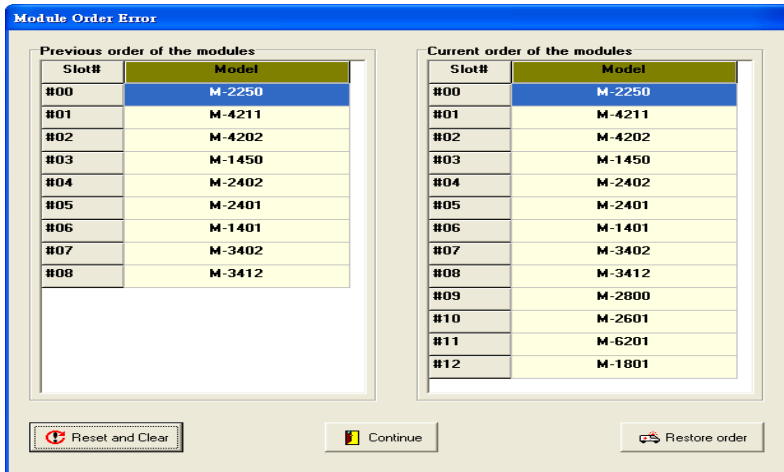 Module Order Error
Previous order of the modules
Slot# Model
#00 M-2250
#01 M-4211
#02 M-4202
#03 M-1450
#04 M-2402
#05 M-2401
#06 M-1401
#07 M-3402
#08 M-3412
Current order of the modules
Slot# Model
#00 M-2250
#01 M-4211
#02 M-4202
#03 M-1450
#04 M-2402
#05 M-2401
#06 M-1401
#07 M-3402
#08 M-3412
#09 M-2800
#10 M-2601
#11 M-6201
#12 M-1801
Reset and Clear
Continue
Restore order